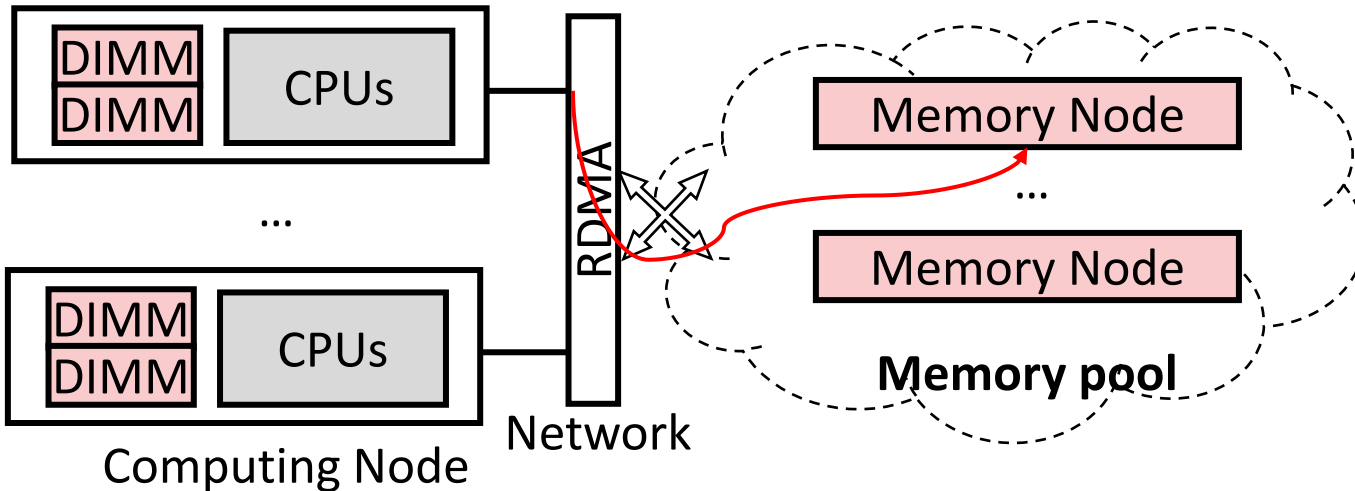 DIMM
DIMM
CPUs
...
DIMM
DIMM
CPUs
Computing Node
RDMA
Network
Memory Node
...
Memory Node
Memory pool